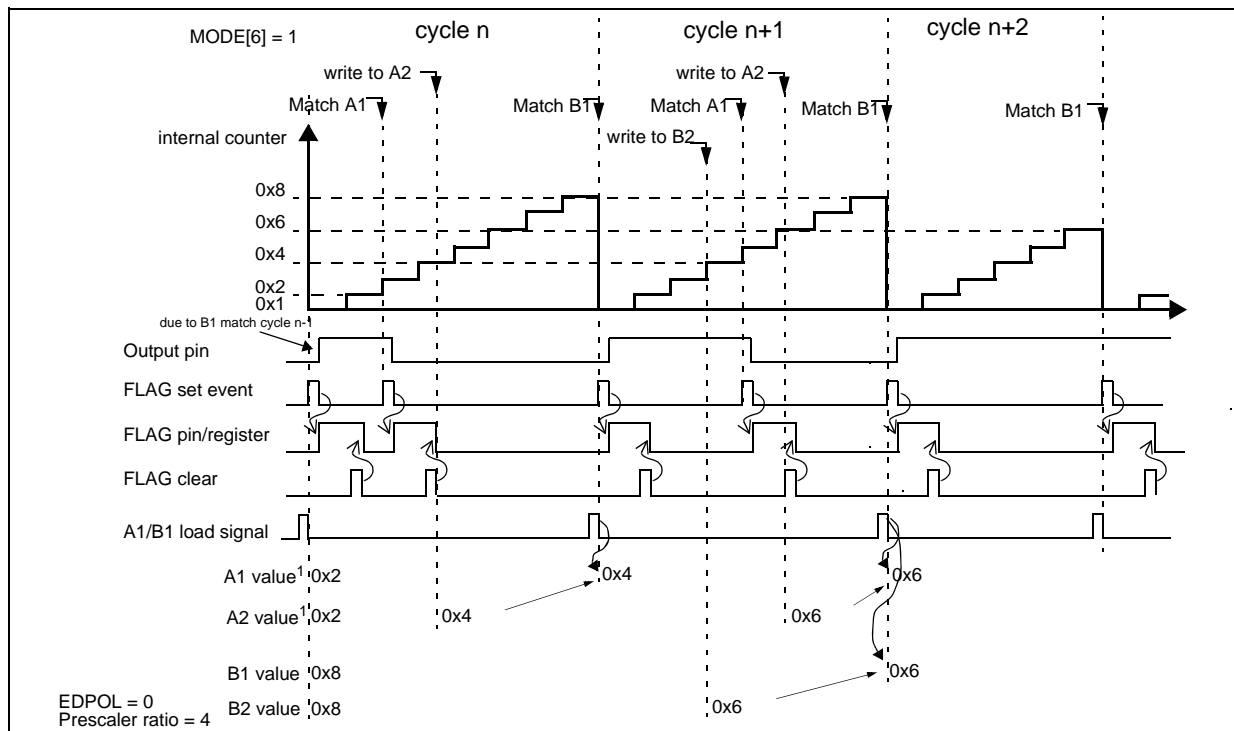 cycle n
cycle n+1
cycle n+2
MODE[6] = 1
write to A2
write to A2
Match A1
Match B1
Match A1
Match B1
Match B1
write to B2
internal counter
0x8
0x6
0x4
0x2
0x1
due to B1 match cycle n-1
Output pin
FLAG set event
FLAG pin/register
FLAG clear
A1/B1 load signal
A1 value1 0x2
0x4
0x6
A2 value1 0x2
0x4
0x6
B1 value 0x8
0x6
EDPOL = 0
Prescaler ratio = 4
B2 value 0x8
0x6